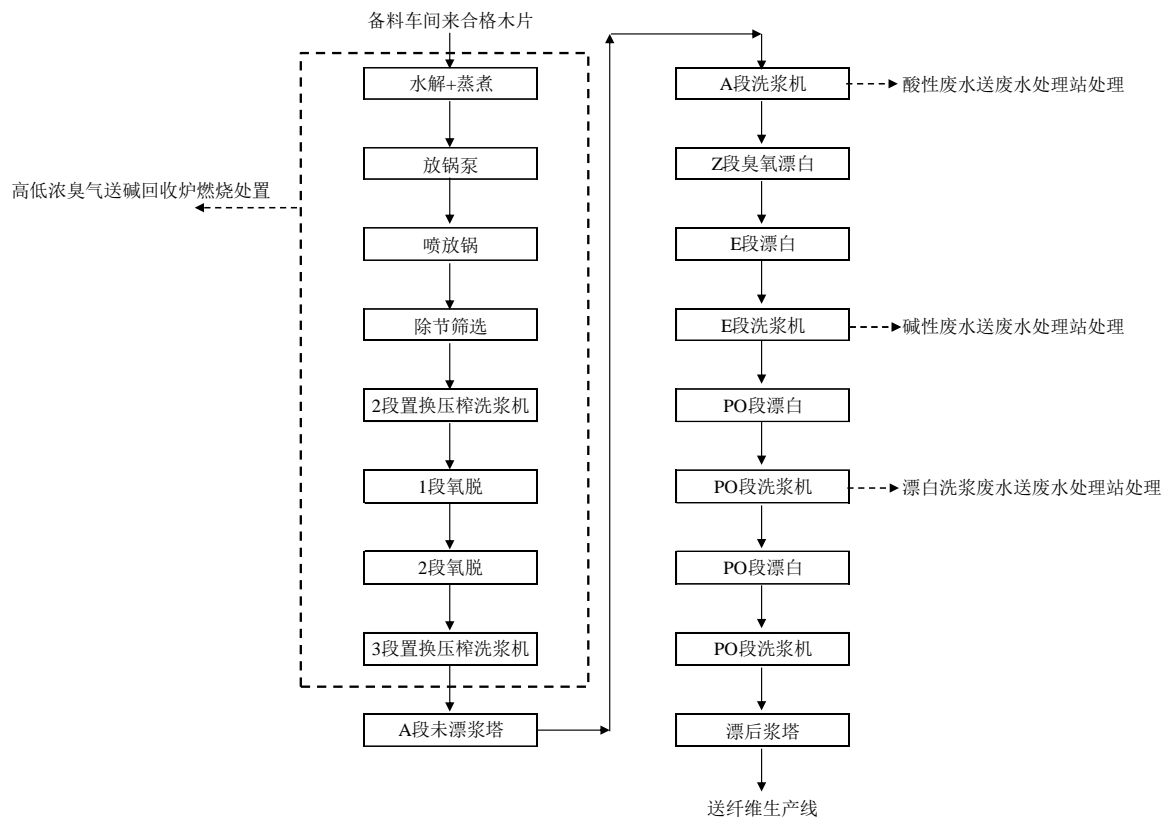 备料车间来合格木片
水解+蒸煮
放锅泵
高低浓臭气送碱回收炉燃烧处置
喷放锅
除节筛选
2段置换压榨洗浆机
1段氧脱
2段氧脱
3段置换压榨洗浆机
A段未漂浆塔
A段洗浆机
酸性废水送废水处理站处理
Z段臭氧漂白
E段漂白
E段洗浆机
碱性废水送废水处理站处理
PO段漂白
PO段洗浆机
漂白洗浆废水送废水处理站处理
PO段漂白
PO段洗浆机
漂后浆塔
送纤维生产线